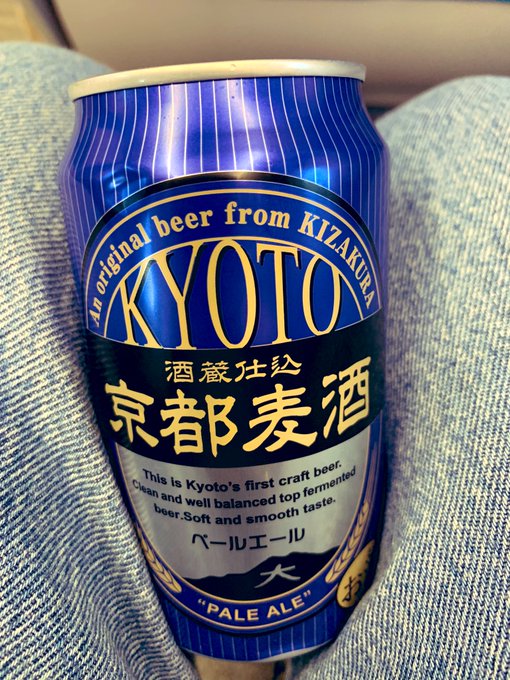 An original beer from KIZAKURA
KYOTO
酒蔵仕込
京都麦酒
This is Kyoto's first craft beer.
Clean and well balanced top fermented
beer.Soft and smooth taste.
ペールエール
大
お
"PALE ALE"